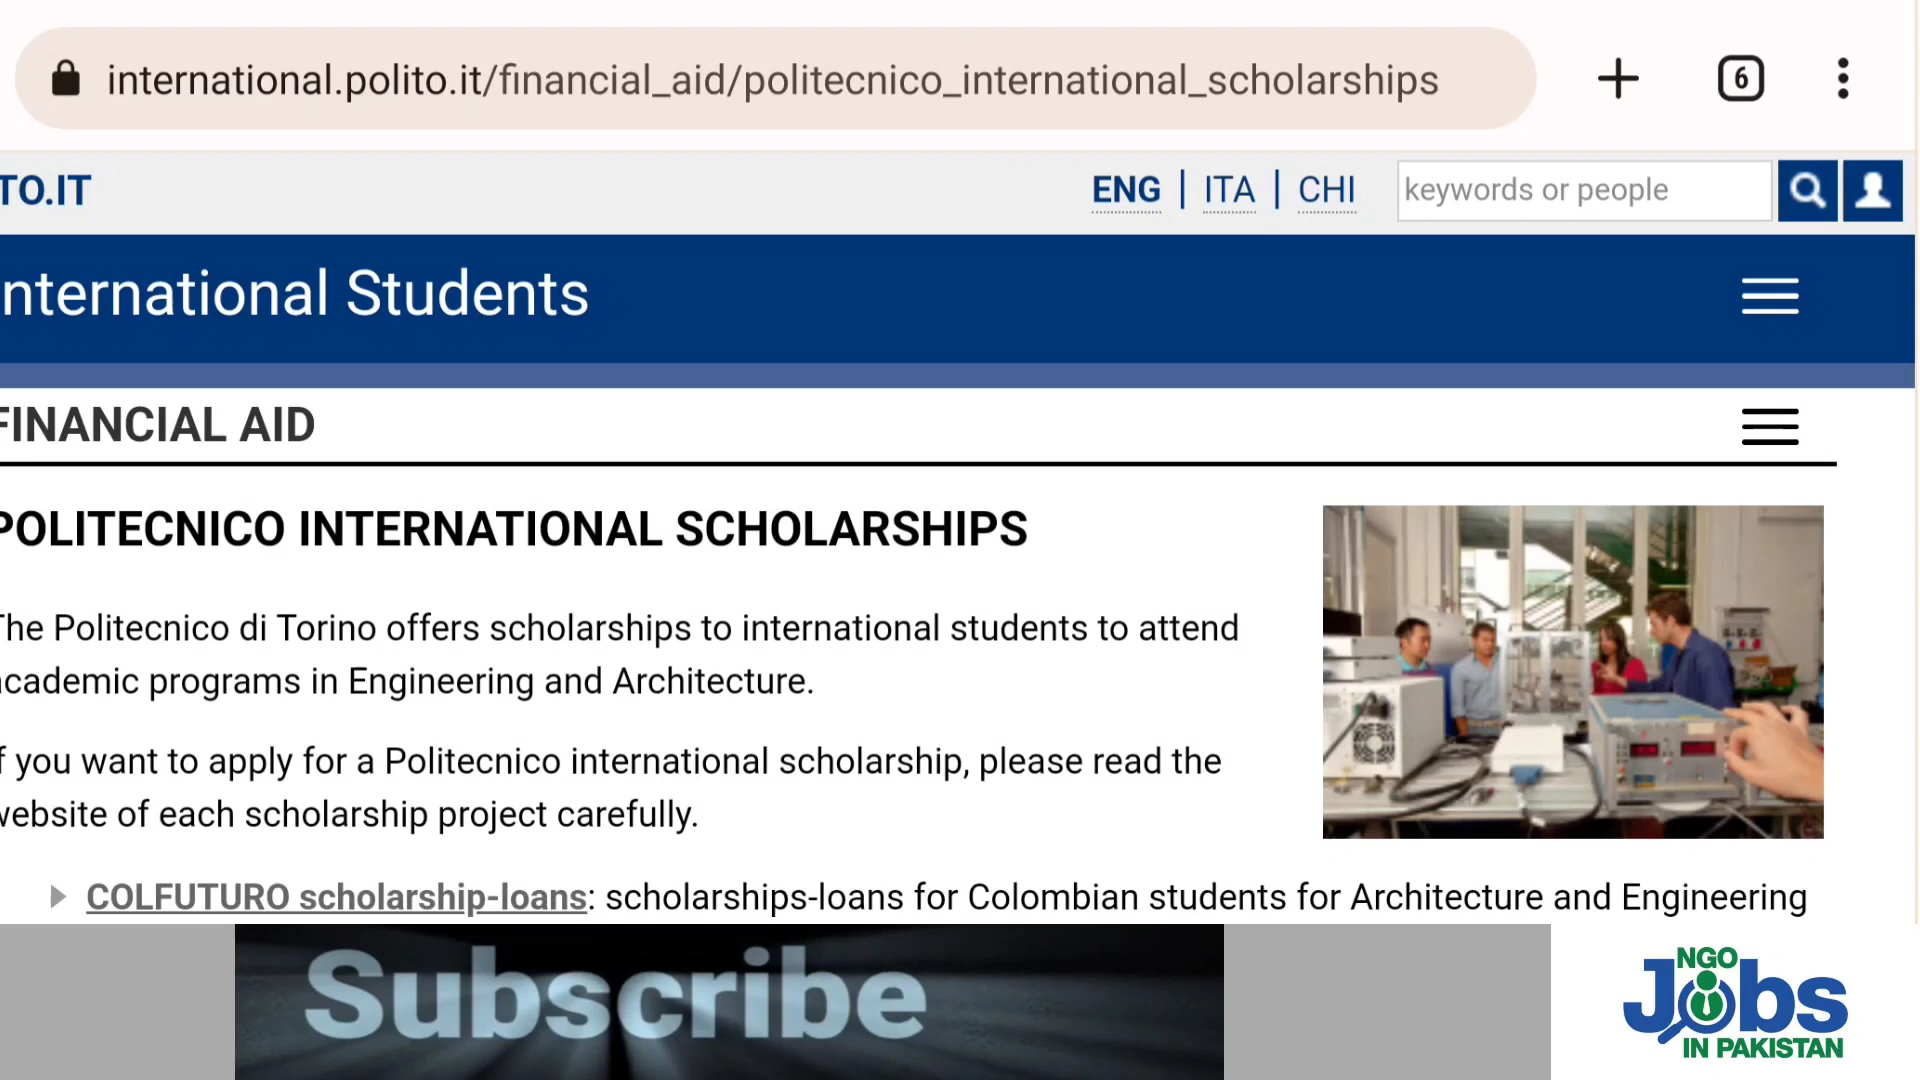 international.polito.it/financial_aid/politecnico_international_scholarships
6
TO.IT
ENG | ITA | CHI
keywords or people
nternational Students
FINANCIAL AID
POLITECNICO INTERNATIONAL SCHOLARSHIPS
The Politecnico di Torino offers scholarships to international students to attend
academic programs in Engineering and Architecture.
f you want to apply for a Politecnico international scholarship, please read the
website of each scholarship project carefully.
COLFUTURO scholarship-loans: scholarships-loans for Colombian students for Architecture and Engineering
Subscribe
NGO
Jobs
IN PAKISTAN